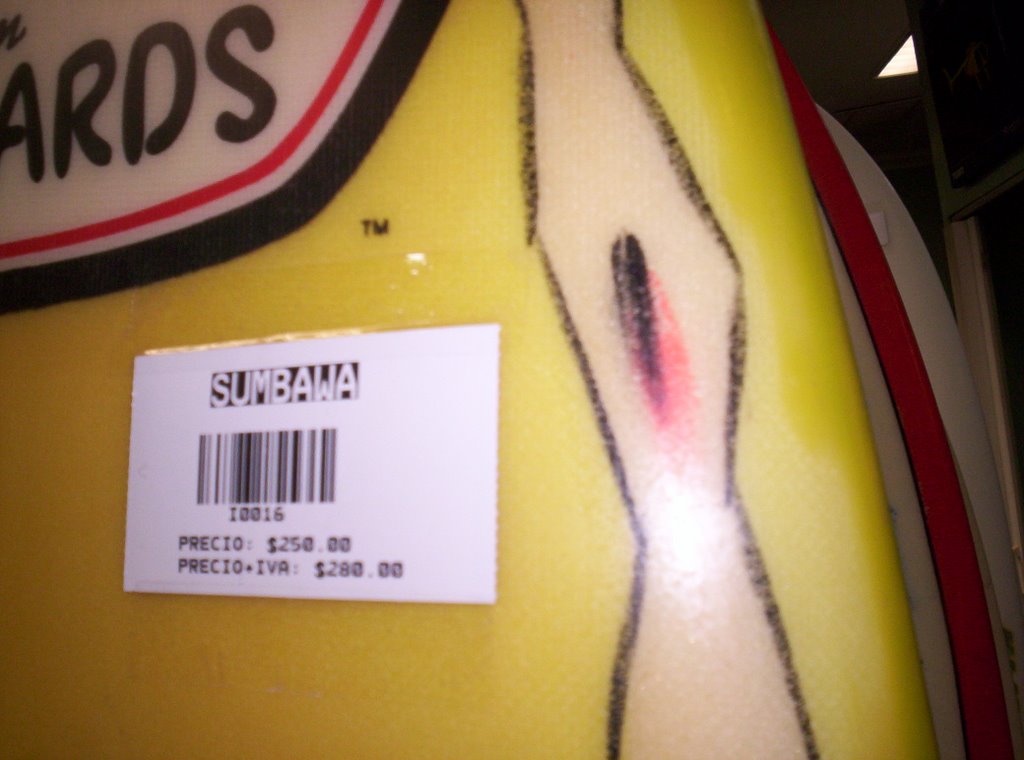 ARDS
TM
SUMBAWA
I0016
PRECIO: $250.00
PRECIO+IVA: $280.00